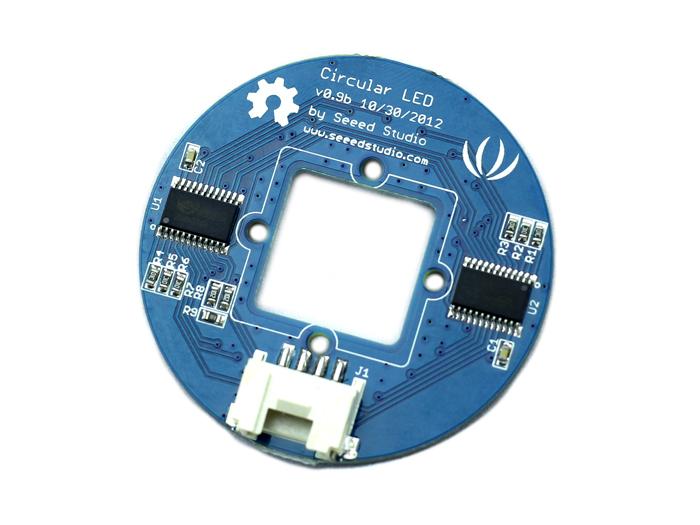 Circular LED
v0.9b 10/30/2012
by Seeed Studio
www.seeedstudio.com
C2
U1
R3
R2
R1
R4
R5
R6
R7
R8
R9
U2
C1
J1